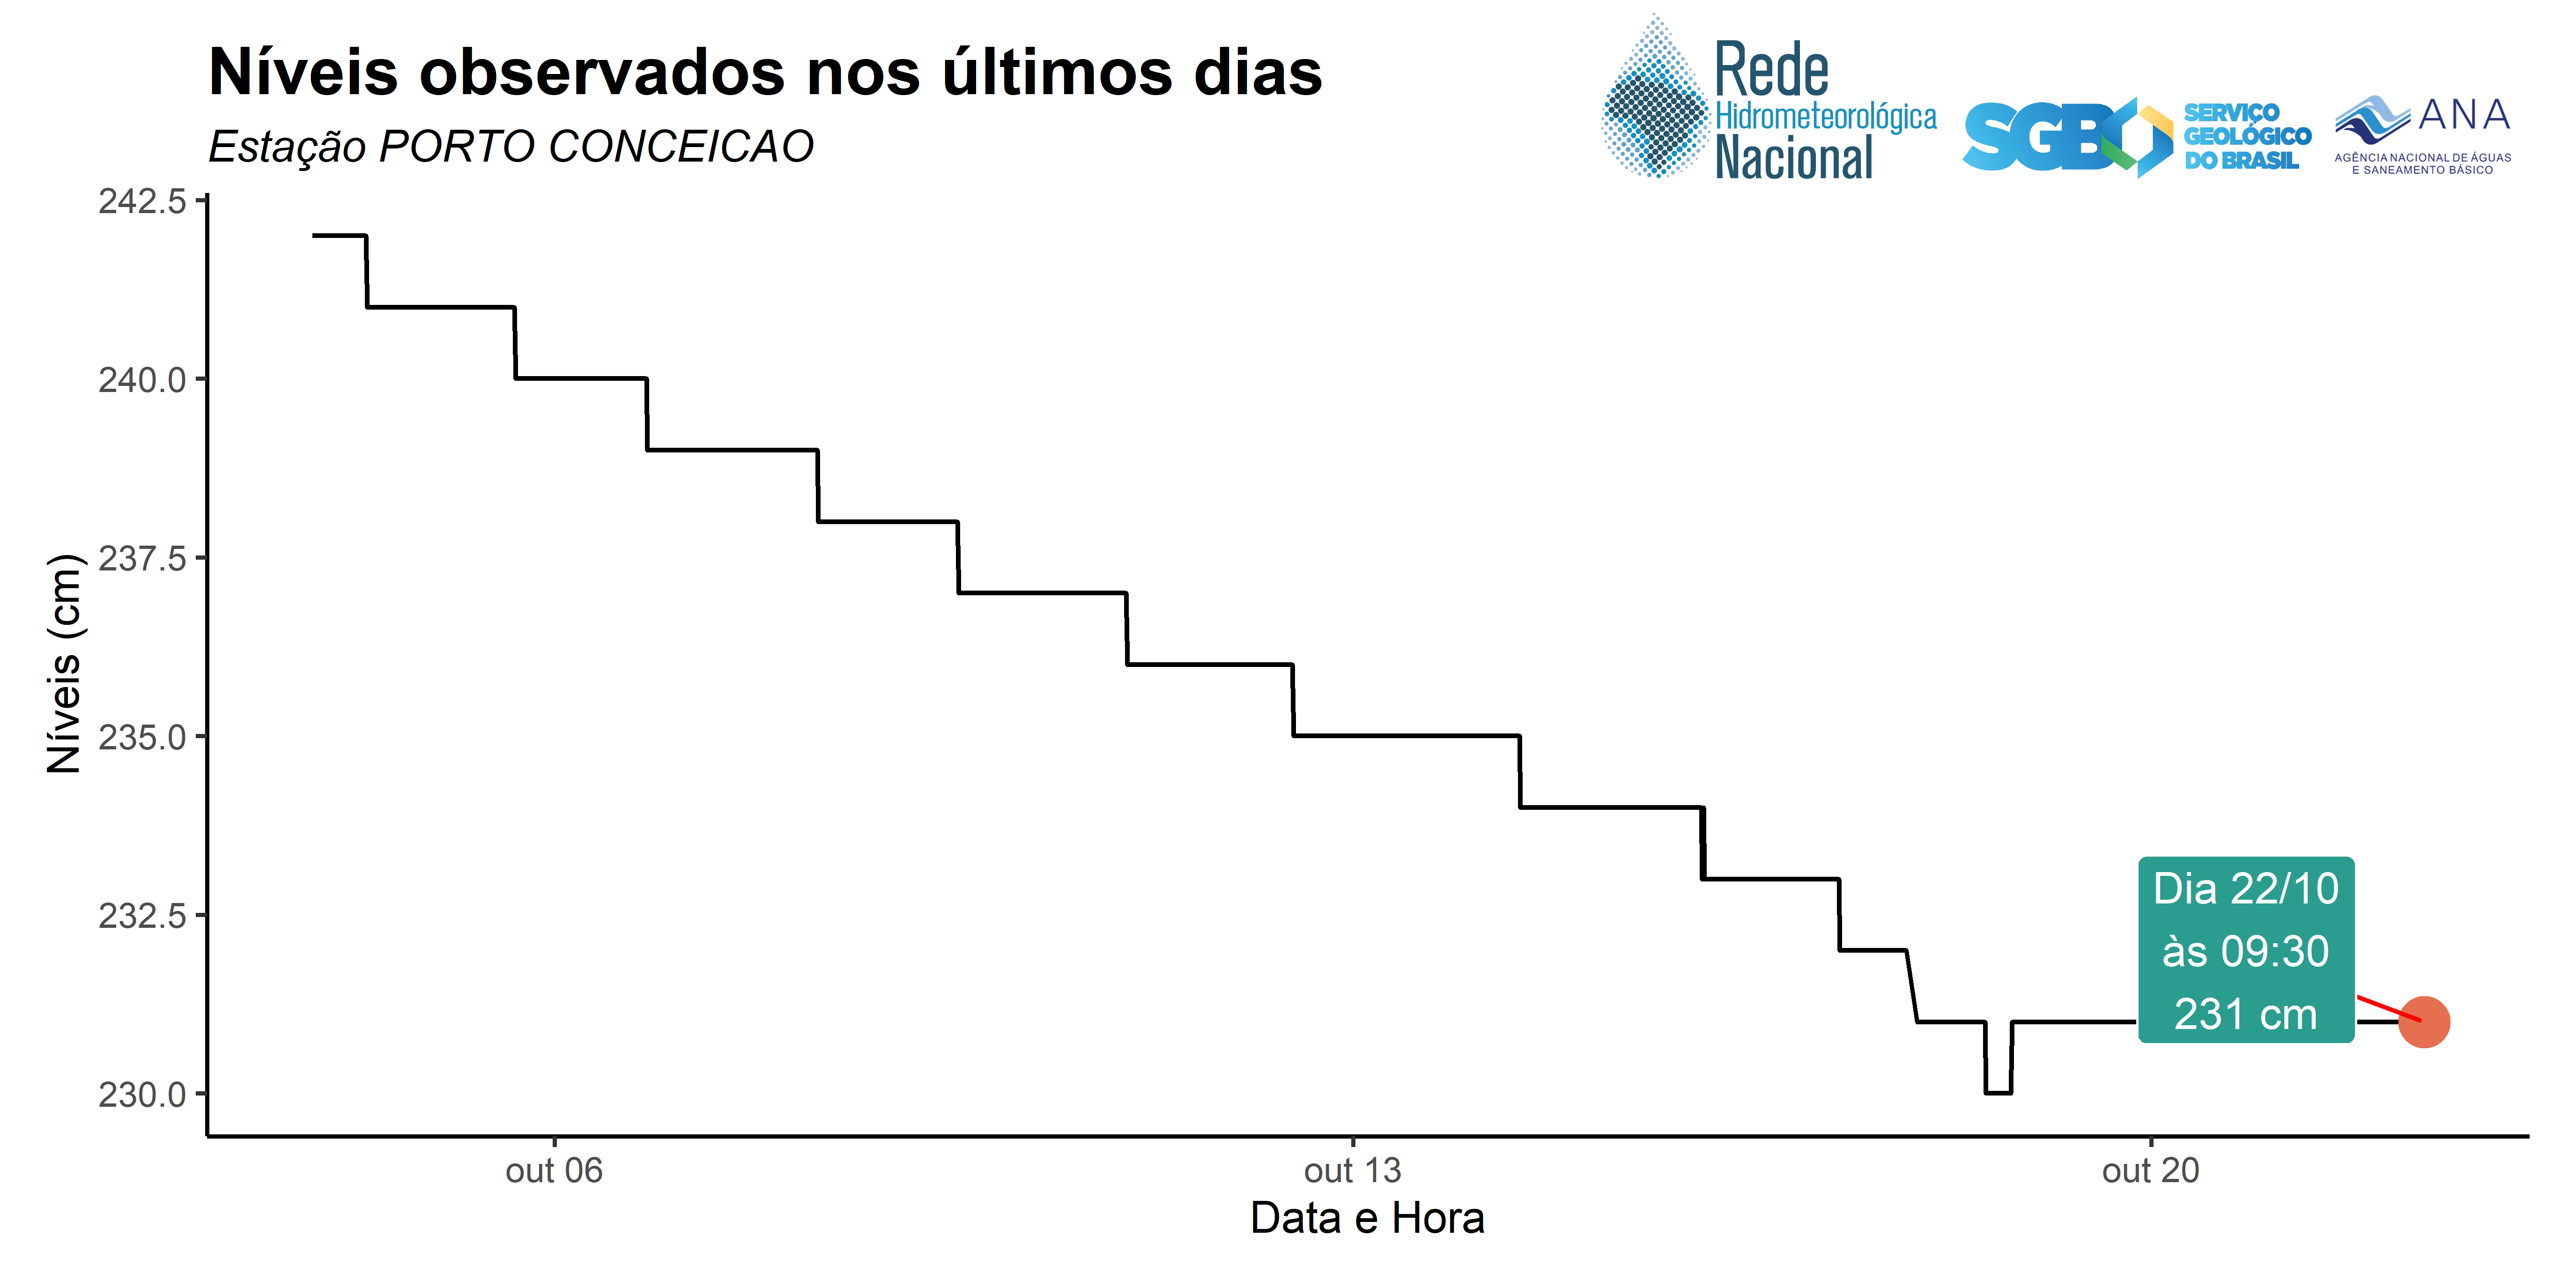 Níveis observados nos últimos dias
Estação PORTO CONCEICAO
Rede
Hidrometeorológica
Nacional
SGB
SERVIÇO
GEOLÓGICO
DO BRASIL
ANA
AGÊNCIA NACIONAL DE ÁGUAS
E SANEAMENTO BÁSICO
Níveis (cm)
242.5
240.0
237.5
235.0
232.5
230.0
Dia 22/10
às 09:30
231 cm
out 06
out 13
out 20
Data e Hora